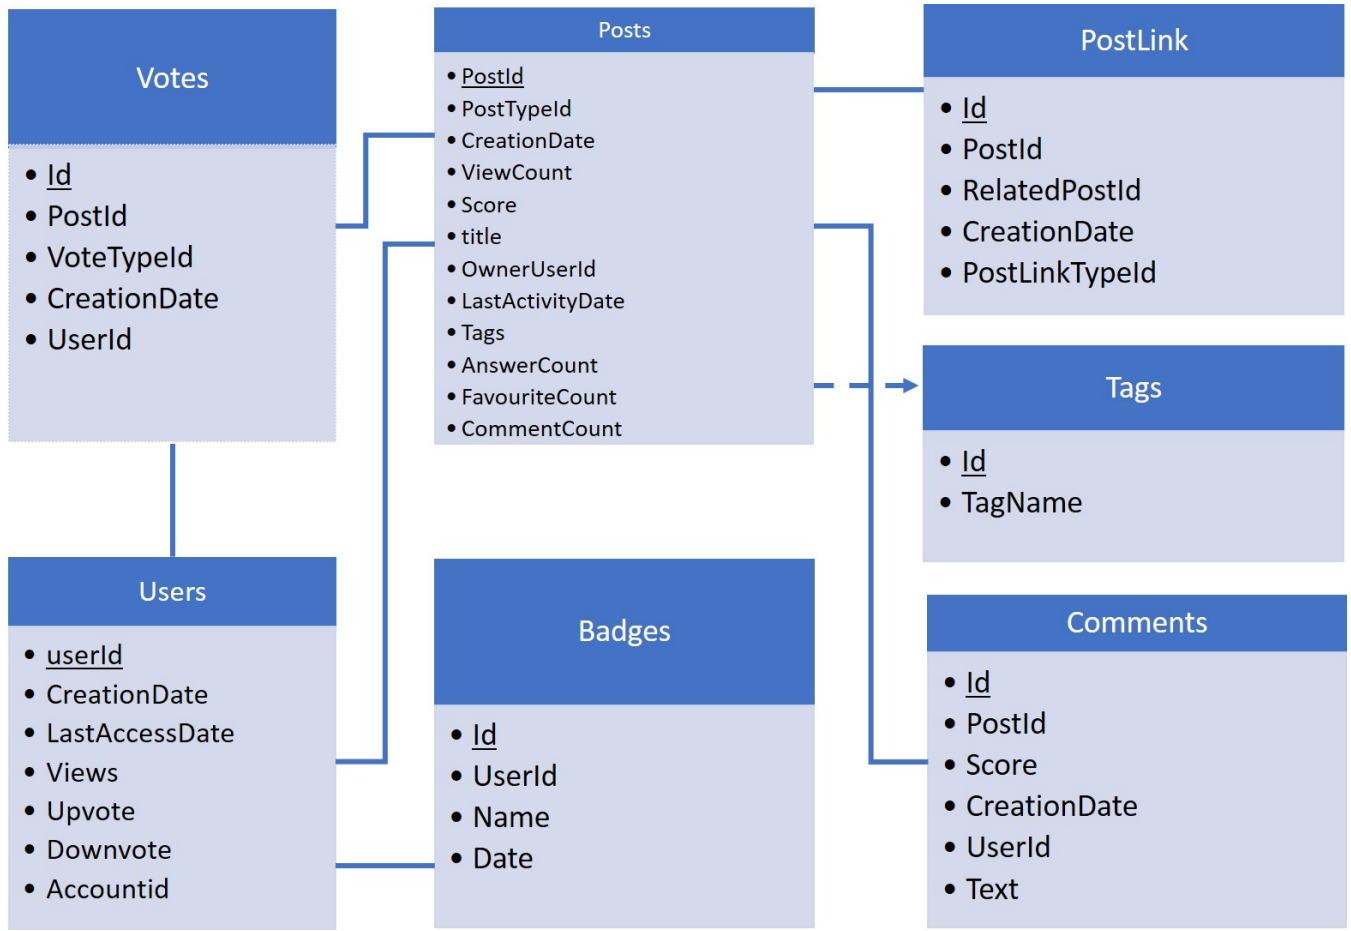 Votes
• Id
• PostId
• VoteTypeId
• CreationDate
• UserId
Posts
• PostId
• PostTypeId
• CreationDate
• ViewCount
• Score
• title
• OwnerUserId
• LastActivityDate
• Tags
• AnswerCount
• FavouriteCount
• CommentCount
PostLink
• Id
• PostId
• RelatedPostId
• CreationDate
• PostLinkTypeId
Tags
• Id
• TagName
Users
• userId
• CreationDate
• LastAccessDate
• Views
• Upvote
• Downvote
• Accountid
Badges
• Id
• UserId
• Name
• Date
Comments
• Id
• PostId
• Score
• CreationDate
• UserId
• Text